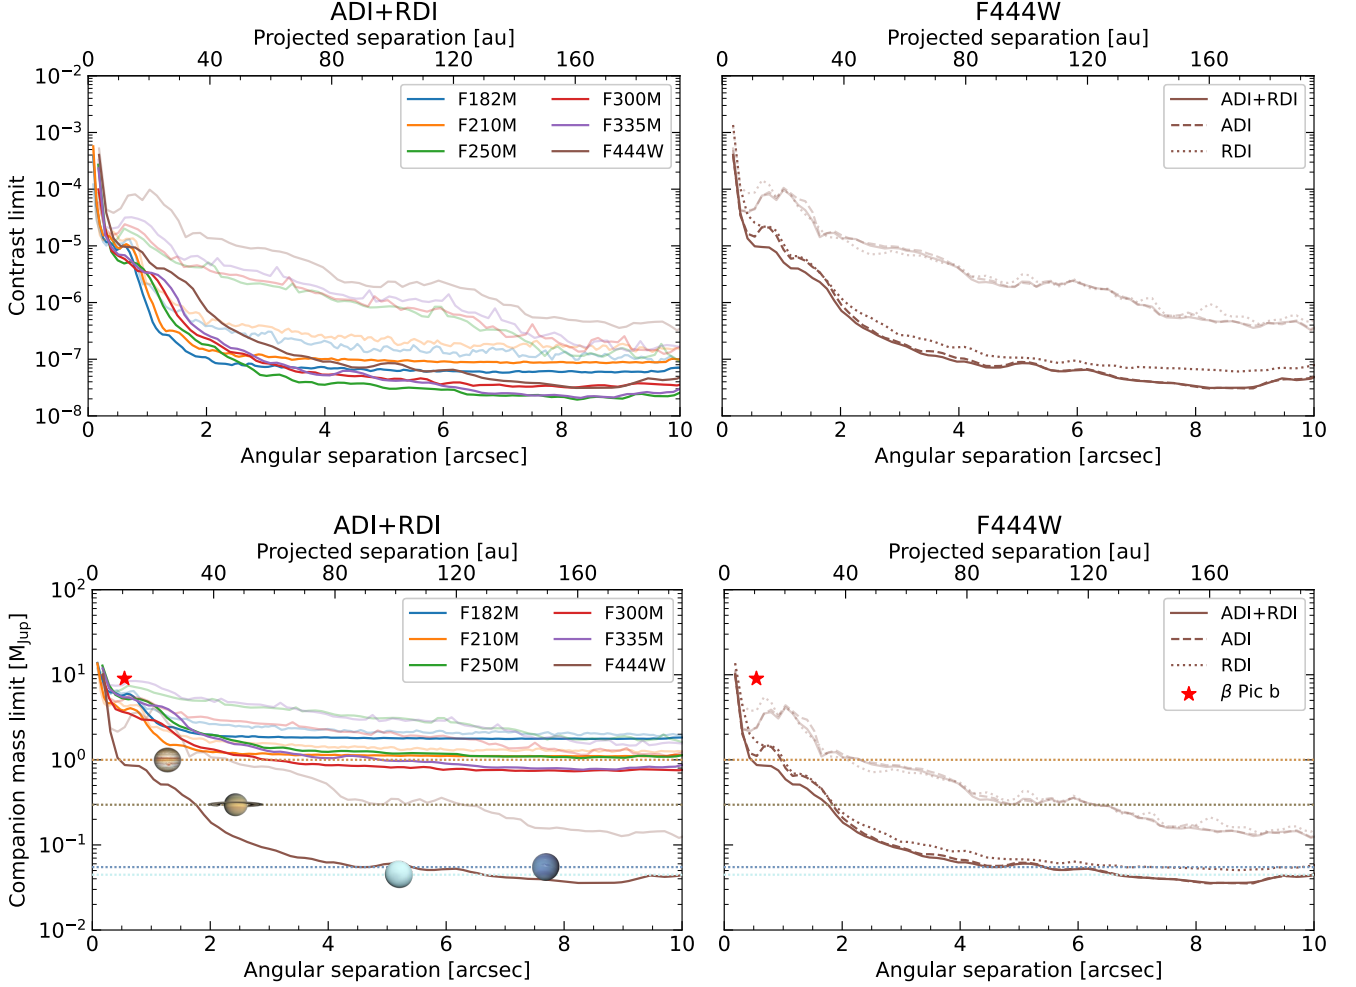 ADI+RDI
Projected separation [au]
0 40 80 120 160
10⁻²
10⁻³
10⁻⁴
10⁻⁵
10⁻⁶
10⁻⁷
10⁻⁸
Contrast limit
F182M F300M
F210M F335M
F250M F444W
0 2 4 6 8 10
Angular separation [arcsec]
F444W
Projected separation [au]
0 40 80 120 160
ADI+RDI
ADI
RDI
0 2 4 6 8 10
Angular separation [arcsec]
ADI+RDI
Projected separation [au]
0 40 80 120 160
10²
10¹
10⁰
10⁻¹
10⁻²
Companion mass limit [M_Jup]
F182M F300M
F210M F335M
F250M F444W
0 2 4 6 8 10
Angular separation [arcsec]
F444W
Projected separation [au]
0 40 80 120 160
ADI+RDI
ADI
RDI
β Pic b
0 2 4 6 8 10
Angular separation [arcsec]